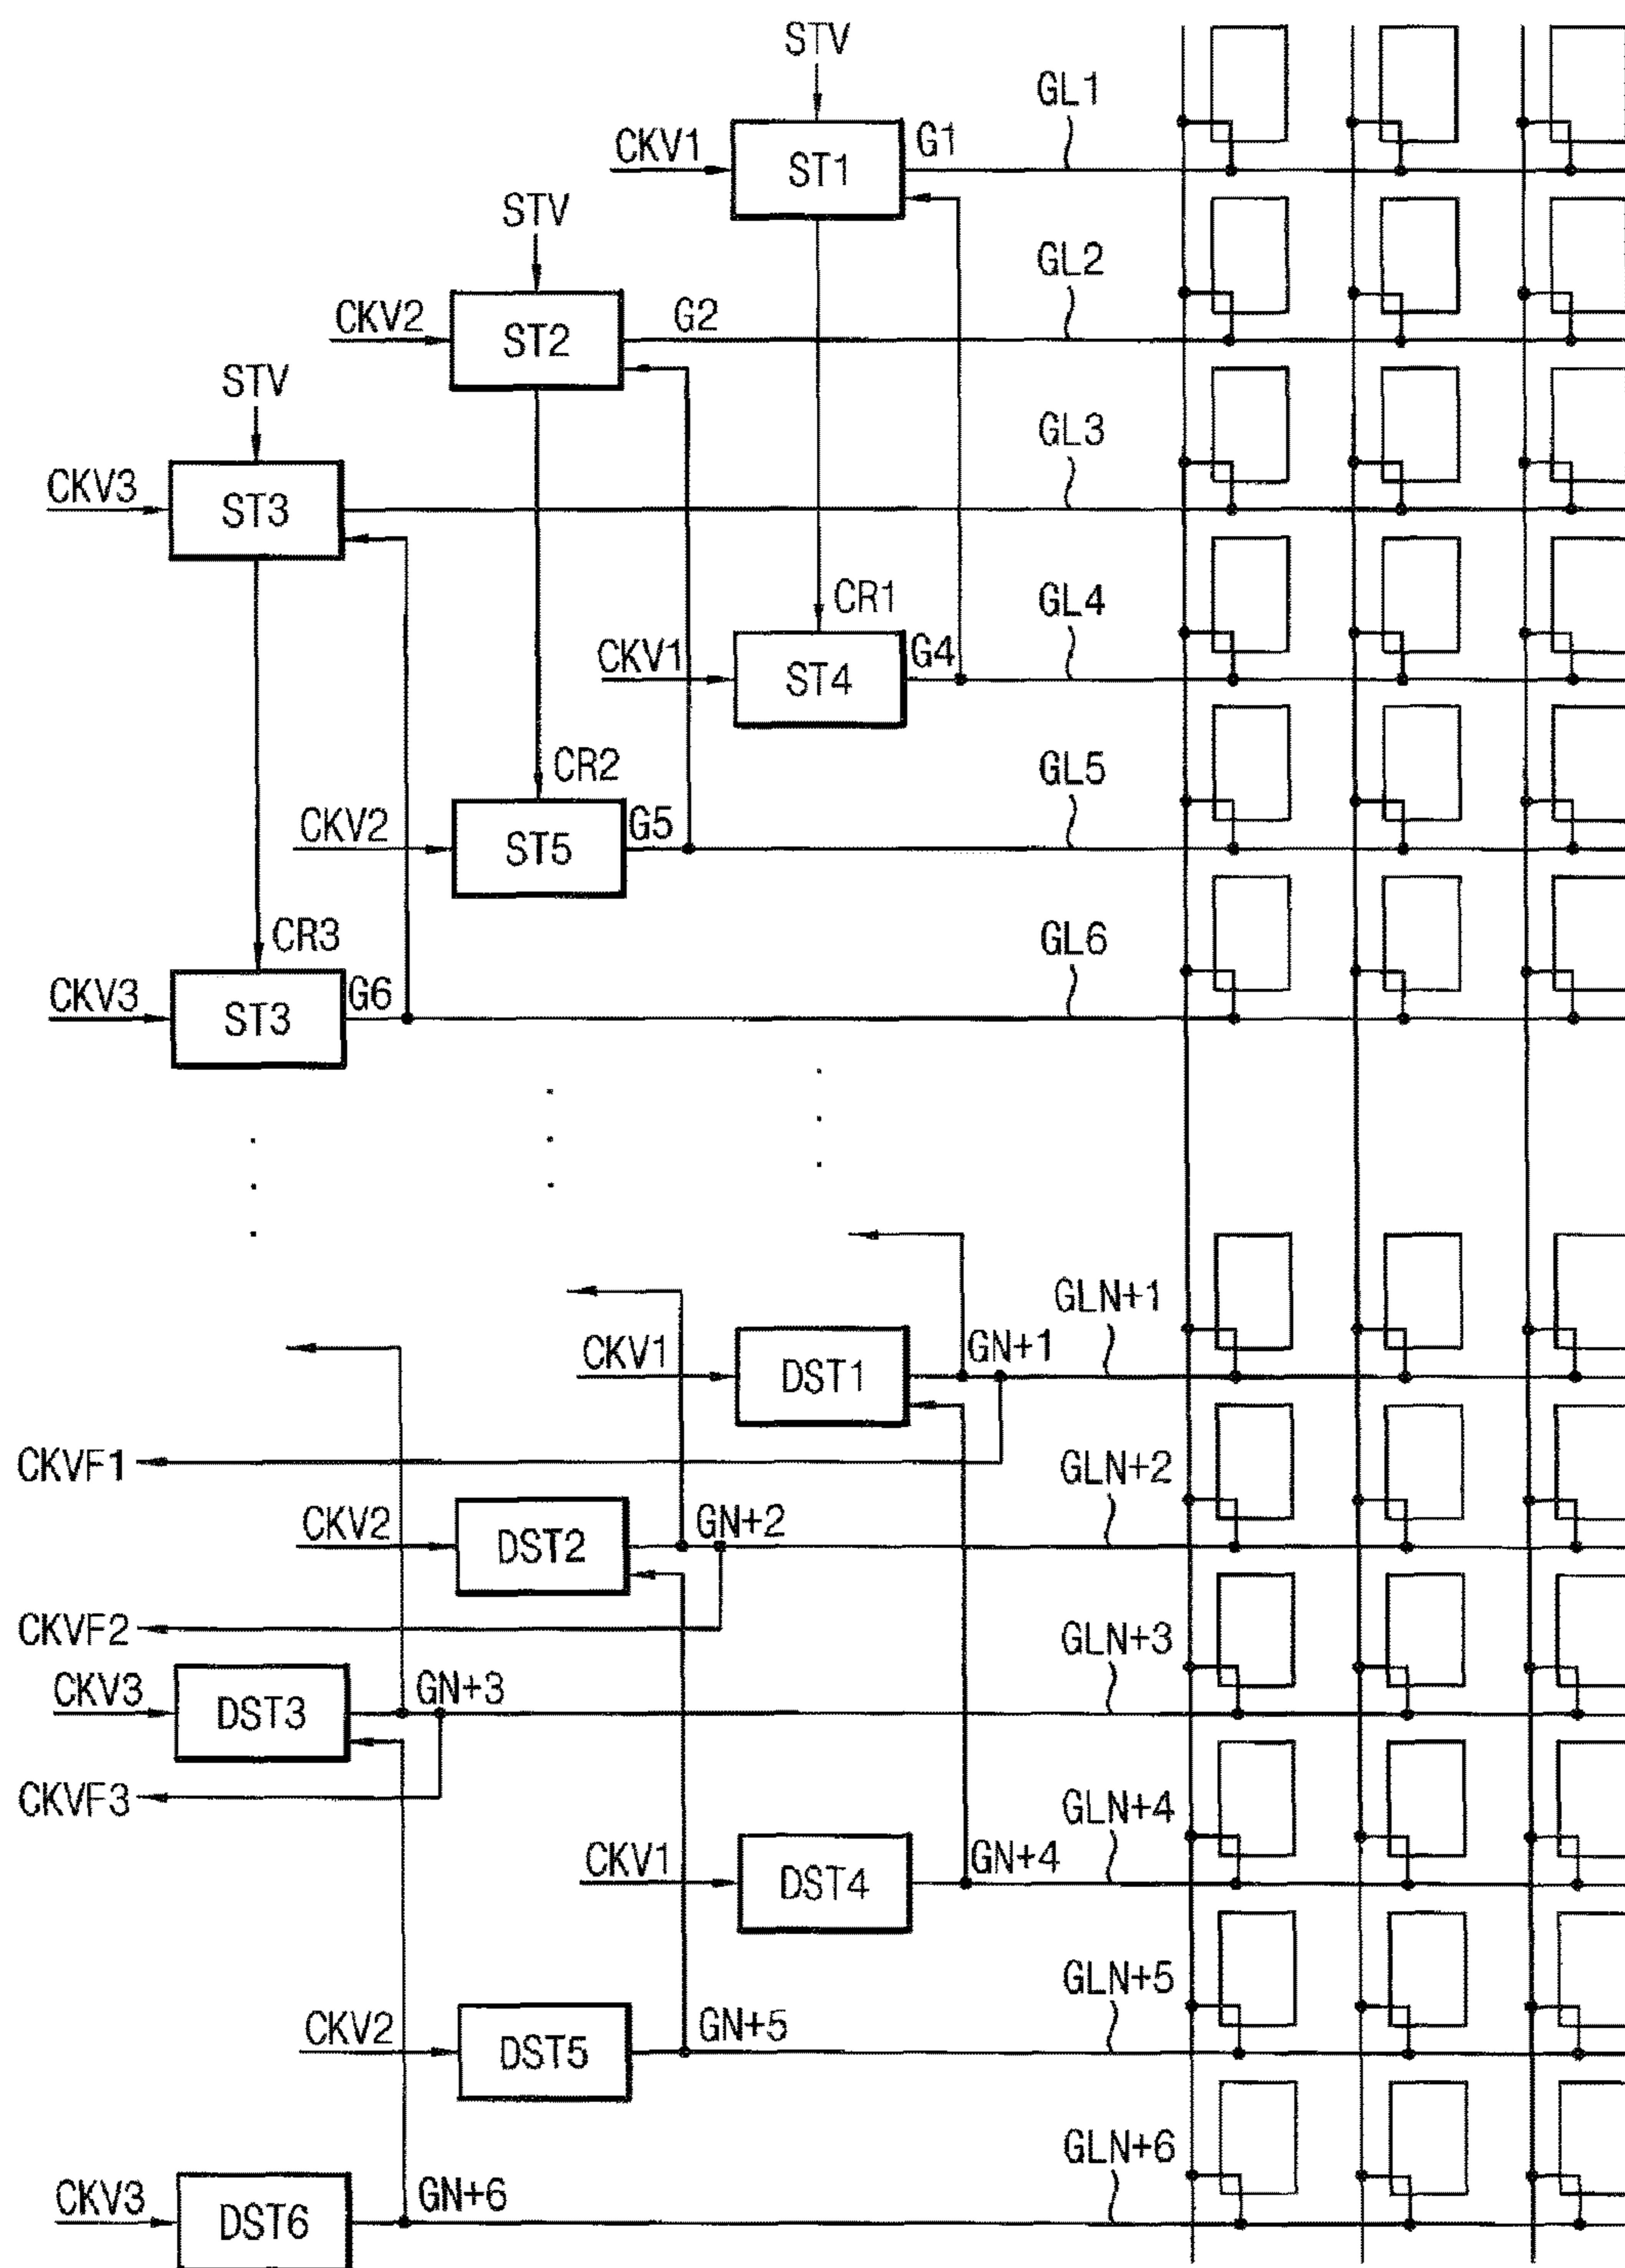 STV
GL1
CKV1
ST1
G1
STV
GL2
CKV2
ST2
G2
STV
GL3
CKV3
ST3
CR1
GL4
CKV1
ST4
G4
CR2
GL5
CKV2
ST5
G5
CR3
GL6
CKV3
ST3
G6
GLN+1
CKV1
DST1
GN+1
CKVF1
GLN+2
CKV2
DST2
GN+2
CKVF2
GLN+3
CKV3
DST3
GN+3
CKVF3
GLN+4
CKV1
DST4
GN+4
GLN+5
CKV2
DST5
GN+5
GLN+6
CKV3
DST6
GN+6